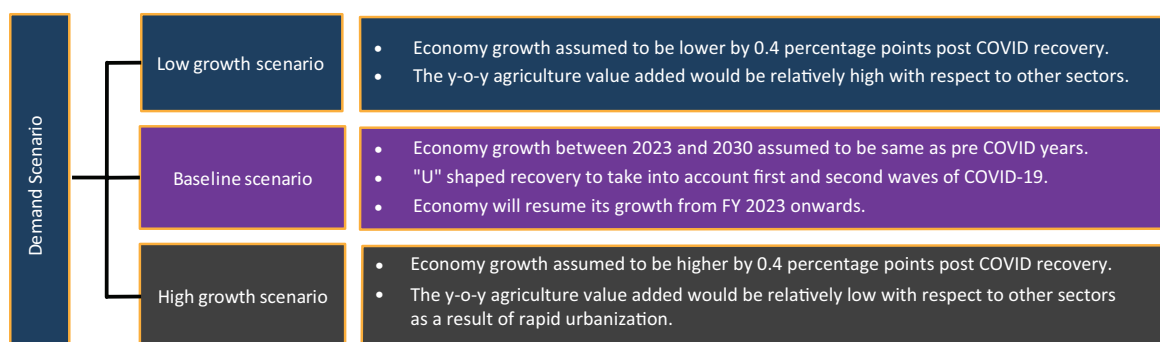 Demand Scenario
Low growth scenario
• Economy growth assumed to be lower by 0.4 percentage points post COVID recovery.
• The y-o-y agriculture value added would be relatively high with respect to other sectors.
Baseline scenario
• Economy growth between 2023 and 2030 assumed to be same as pre COVID years.
• "U" shaped recovery to take into account first and second waves of COVID-19.
• Economy will resume its growth from FY 2023 onwards.
High growth scenario
• Economy growth assumed to be higher by 0.4 percentage points post COVID recovery.
• The y-o-y agriculture value added would be relatively low with respect to other sectors
as a result of rapid urbanization.